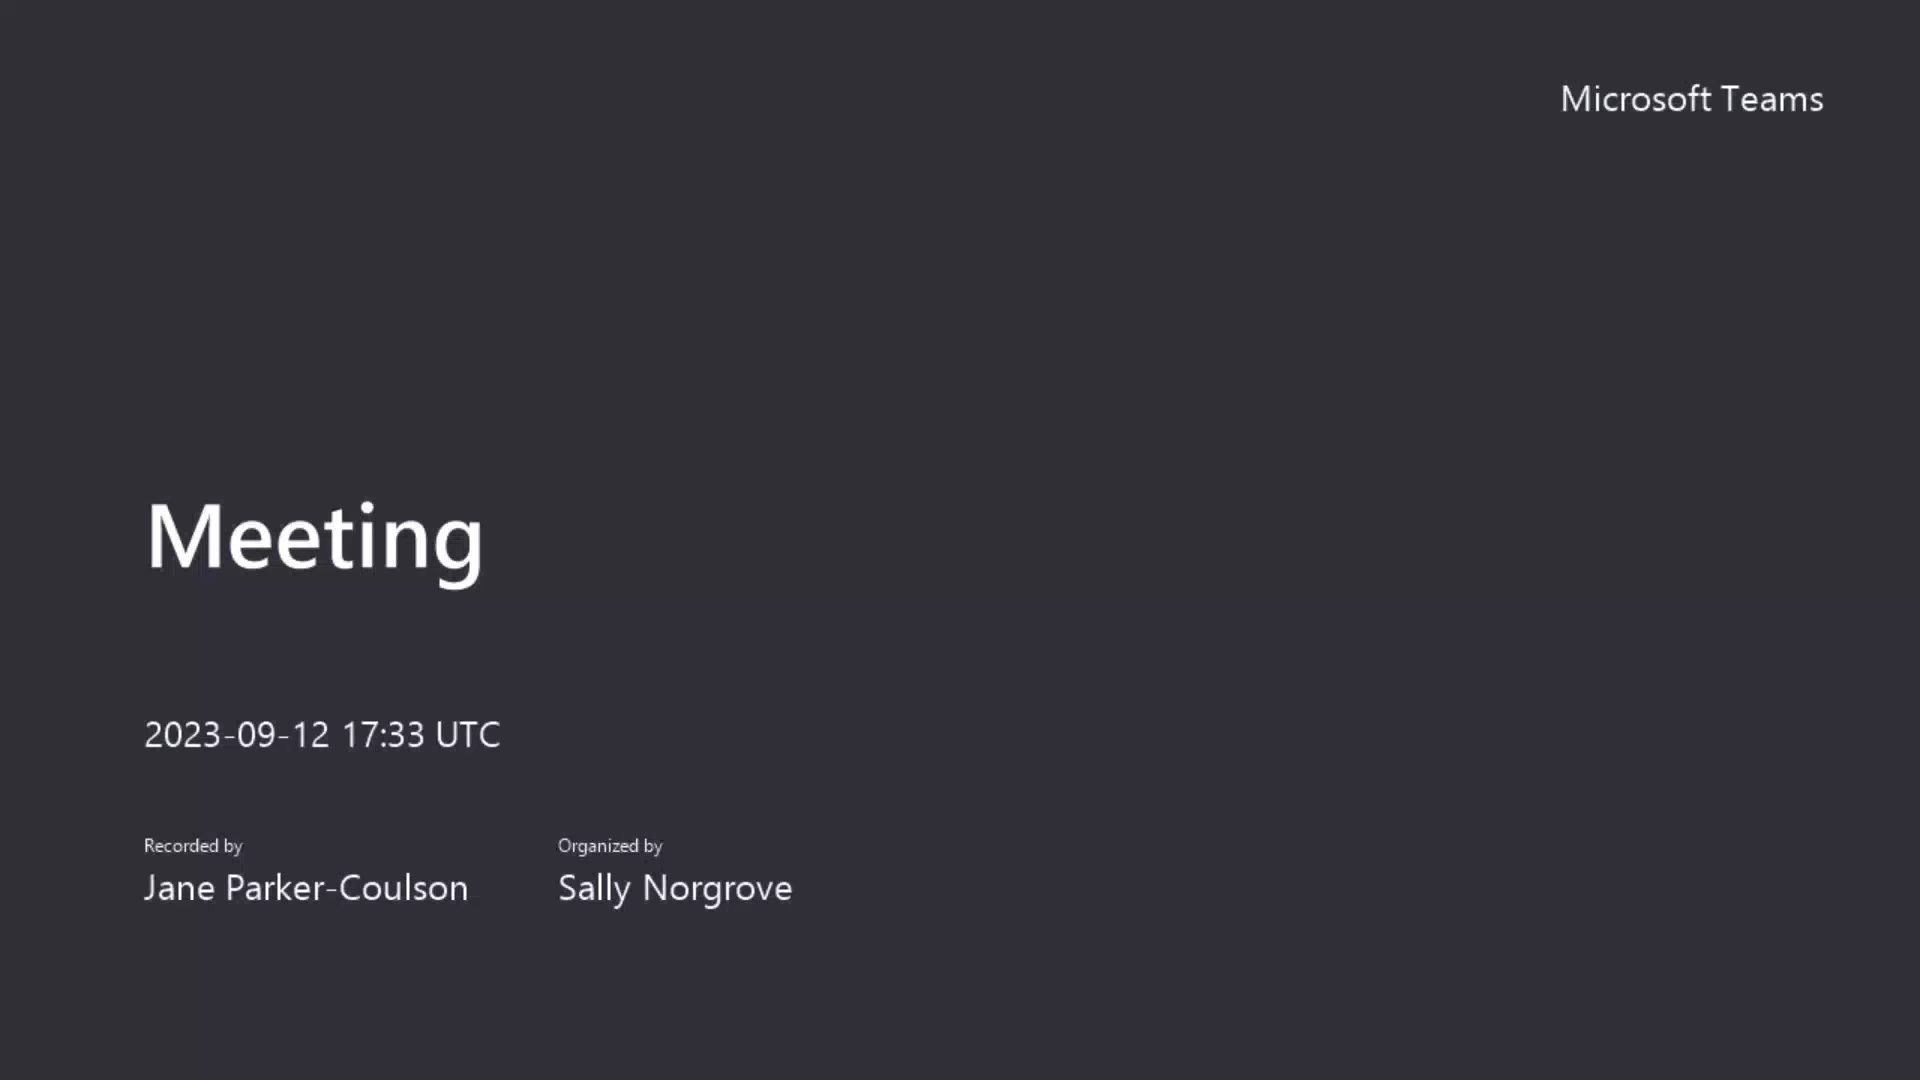 Microsoft Teams
Meeting
2023-09-12 17:33 UTC
Recorded by
Jane Parker-Coulson
Organized by
Sally Norgrove